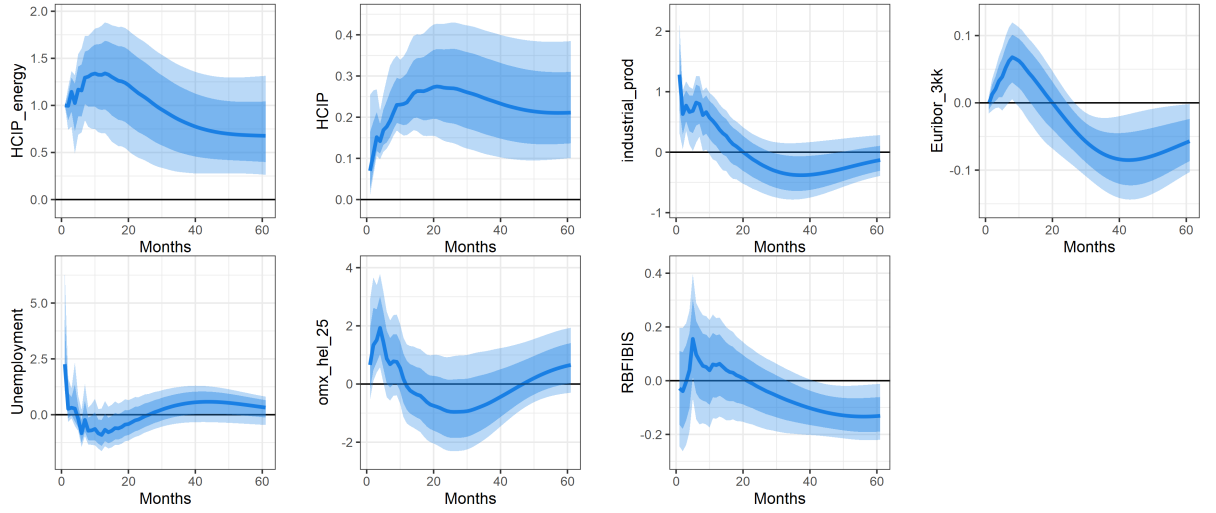 HCIP_energy
2.0
1.5
1.0
0.5
0.0
0 20 40 60
Months
HCIP
0.4
0.3
0.2
0.1
0.0
0 20 40 60
Months
industrial_prod
2
1
0
-1
0 20 40 60
Months
Euribor_3kk
0.1
0.0
-0.1
0 20 40 60
Months
Unemployment
5.0
2.5
0.0
0 20 40 60
Months
omx_hel_25
4
2
0
-2
0 20 40 60
Months
RBFIBIS
0.4
0.2
0.0
-0.2
0 20 40 60
Months